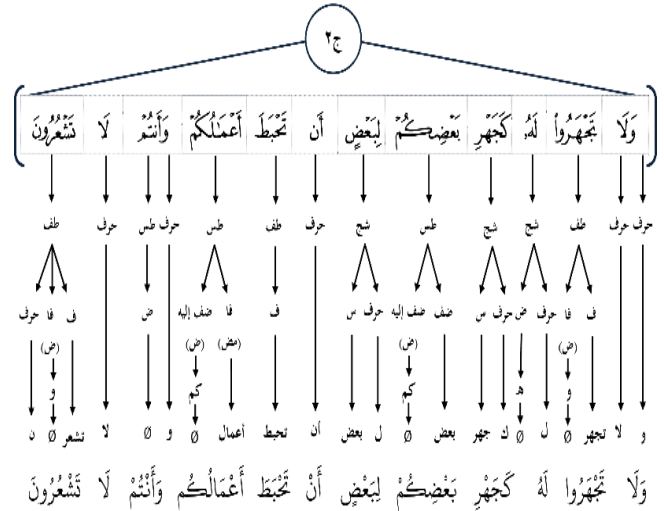 ج٢
وَلَا تَجْهَرُوا۟ لَهُۥ كَجَهْرِ بَعْضِكُمْ لِبَعْضٍ أَن تَحْبَطَ أَعْمَـٰلُكُمْ وَأَنتُمْ لَا تَشْعُرُونَ
حرف حرف طف شج شج طس شج حرف طف طس حرف طس حرف طف
ف فا حرف ض حرف س ضف ضف إليه حرف س ف فا ضف إليه ض ف فا حرف
(ض) (ض) (مض) (ض) (ض)
و ه كم كم و
و لا تجهر Ø ل Ø ك جهر بعض Ø ل بعض أن تحبط أعمال Ø و Ø لا تشعر Ø ن
وَلَا تَجْهَرُوا لَهُ كَجَهْرِ بَعْضِكُمْ لِبَعْضٍ أَنْ تَحْبَطَ أَعْمَالُكُم وَأَنْتُمْ لَا تَشْعُرُونَ